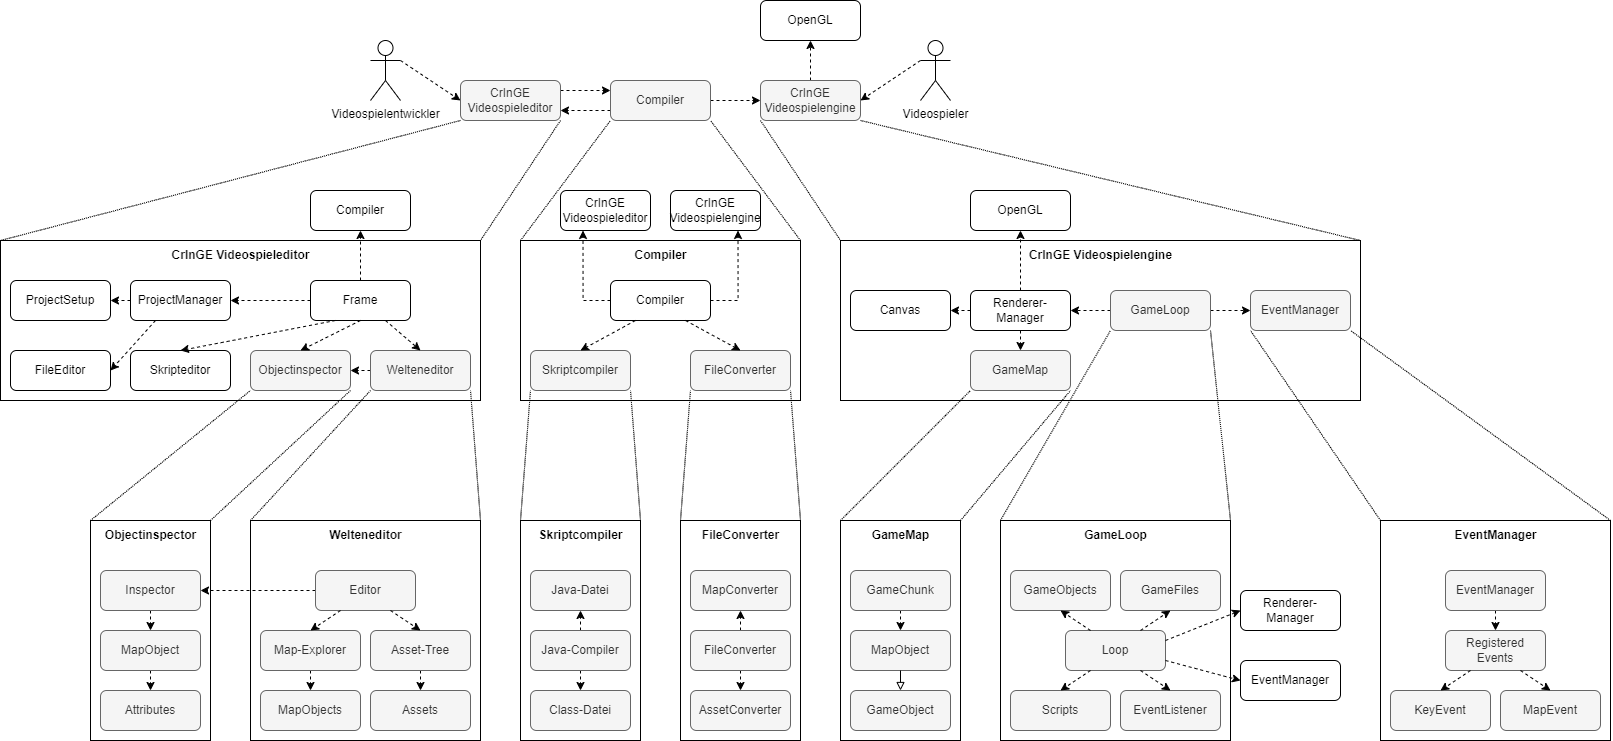 OpenGL
CrInGE
Videospieleditor
Compiler
CrInGE
Videospielengine
Videospielentwickler
Videospieler
Compiler
CrInGE
Videospieleditor
CrInGE
Videospielengine
OpenGL
CrInGE Videospieleditor
ProjectSetup
ProjectManager
Frame
FileEditor
Skripteditor
Objectinspector
Welteneditor
Compiler
Compiler
Skriptcompiler
FileConverter
CrInGE Videospielengine
Canvas
Renderer-
Manager
GameLoop
EventManager
GameMap
Objectinspector
Inspector
MapObject
Attributes
Welteneditor
Editor
Map-Explorer
Asset-Tree
MapObjects
Assets
Skriptcompiler
Java-Datei
Java-Compiler
Class-Datei
FileConverter
MapConverter
FileConverter
AssetConverter
GameMap
GameChunk
MapObject
GameObject
GameLoop
GameObjects
GameFiles
Loop
Scripts
EventListener
Renderer-
Manager
EventManager
EventManager
EventManager
Registered
Events
KeyEvent
MapEvent